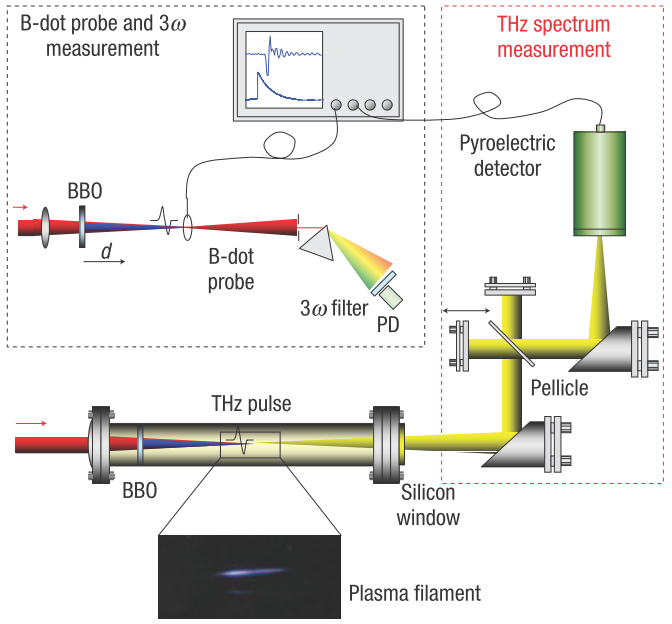 B-dot probe and 3ω
measurement
THz spectrum
measurement
Pyroelectric
detector
BBO
d
B-dot
probe
3ω filter
PD
Pellicle
THz pulse
BBO
Silicon
window
Plasma filament